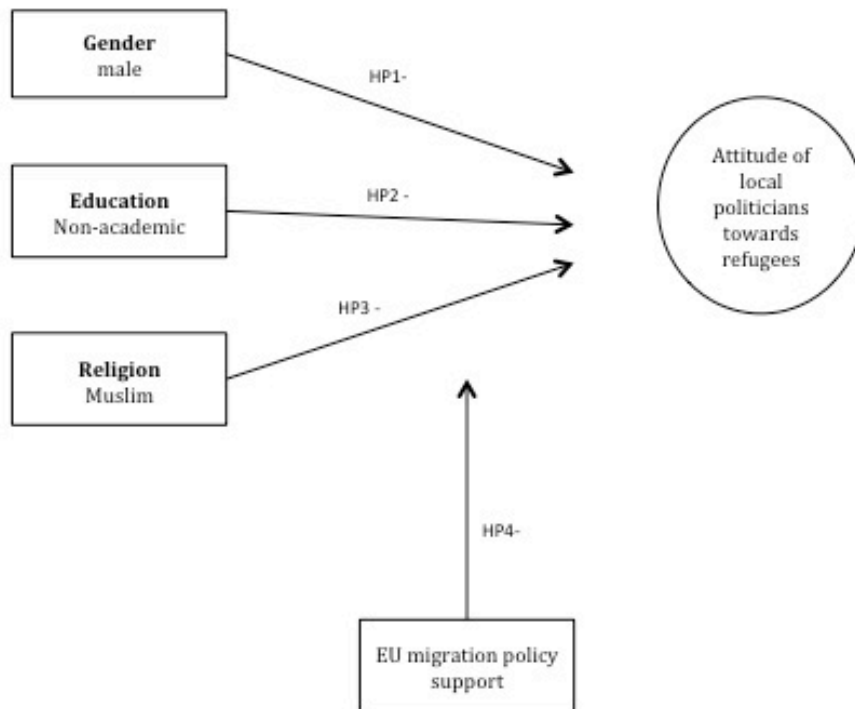 Gender
male
HP1-
Education
Non-academic
HP2 -
Religion
Muslim
HP3 -
Attitude of
local
politicians
towards
refugees
HP4-
EU migration policy
support